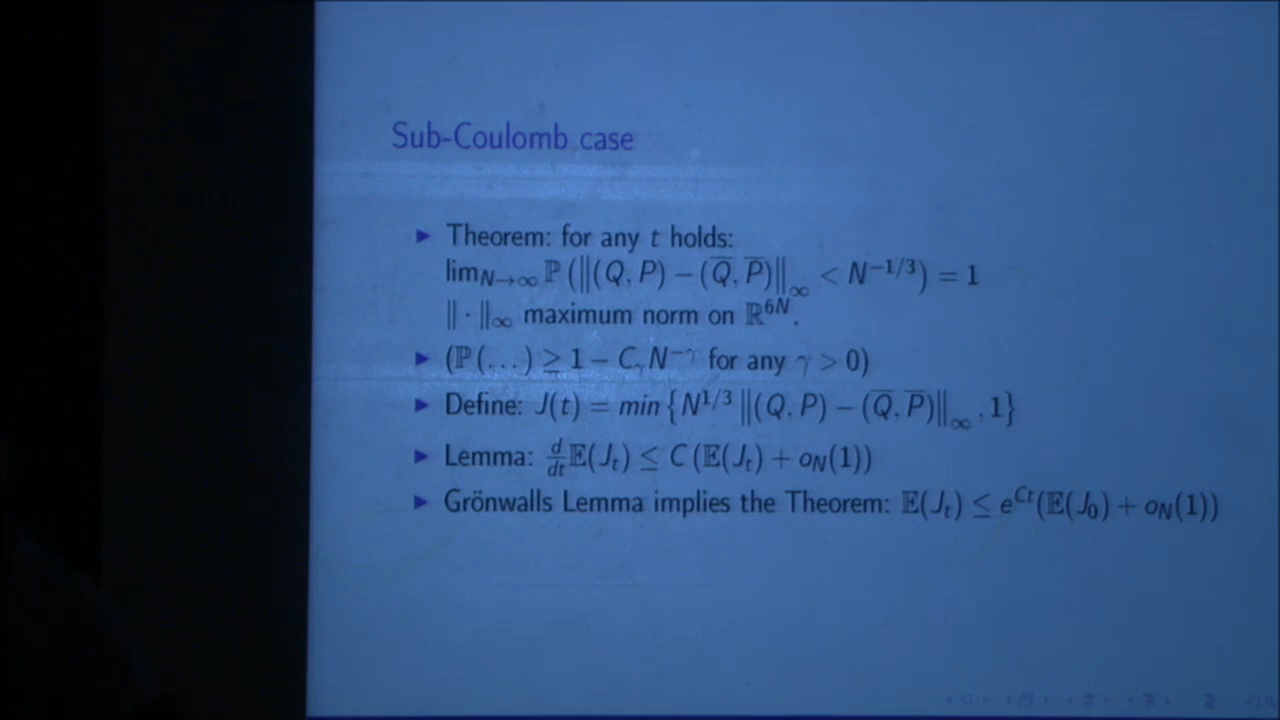 Sub-Coulomb case
▶ Theorem: for any t holds:
lim_{N→∞} ℙ (‖(Q, P) − (Q̅, P̅)‖_∞ < N^{−1/3}) = 1
‖ · ‖_∞ maximum norm on ℝ^{6N}.
▶ (ℙ (...) ≥ 1 − C_γ N^{−γ} for any γ > 0)
▶ Define: J(t) = min {N^{1/3} ‖(Q, P) − (Q̅, P̅)‖_∞ , 1}
▶ Lemma: d/dt 𝔼(J_t) ≤ C (𝔼(J_t) + o_N(1))
▶ Grönwalls Lemma implies the Theorem: 𝔼(J_t) ≤ e^{Ct}(𝔼(J_0) + o_N(1))